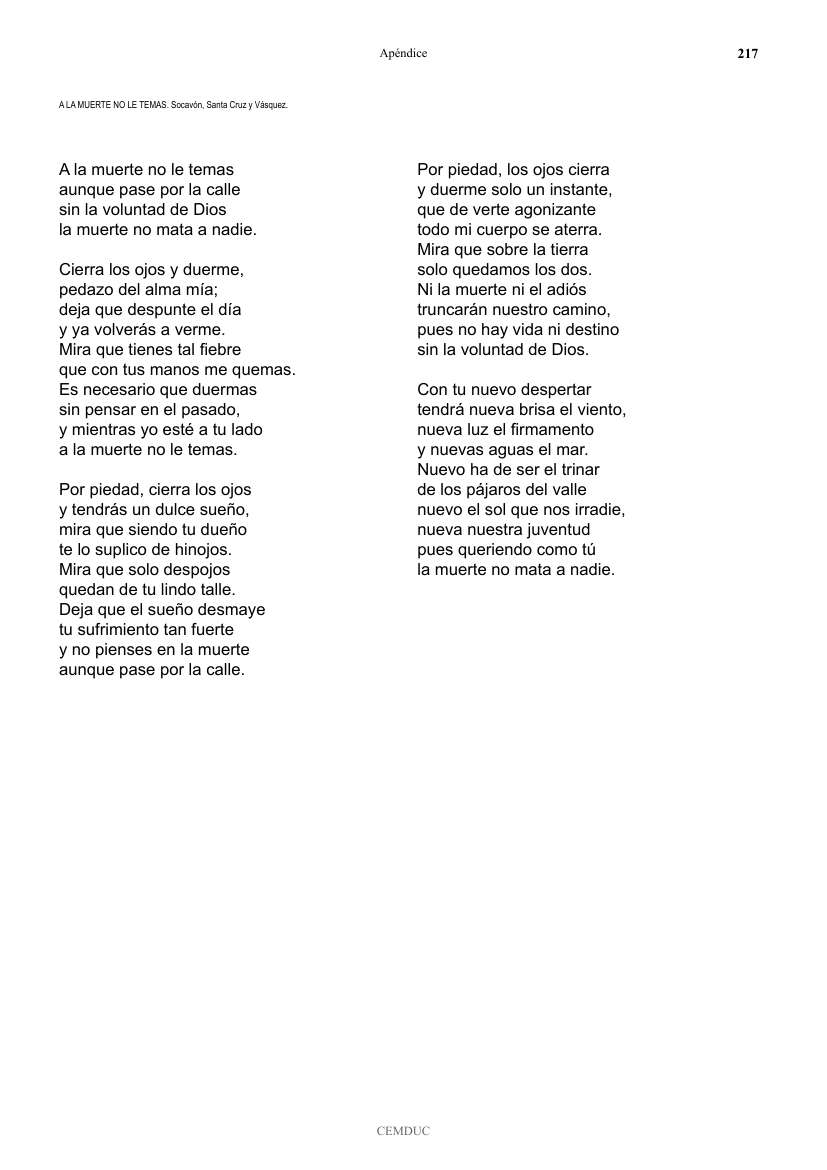 Apéndice
217
A LA MUERTE NO LE TEMAS. Socavón, Santa Cruz y Vásquez.
A la muerte no le temas
aunque pase por la calle
sin la voluntad de Dios
la muerte no mata a nadie.
Cierra los ojos y duerme,
pedazo del alma mía;
deja que despunte el día
y ya volverás a verme.
Mira que tienes tal fiebre
que con tus manos me quemas.
Es necesario que duermas
sin pensar en el pasado,
y mientras yo esté a tu lado
a la muerte no le temas.
Por piedad, cierra los ojos
y tendrás un dulce sueño,
mira que siendo tu dueño
te lo suplico de hinojos.
Mira que solo despojos
quedan de tu lindo talle.
Deja que el sueño desmaye
tu sufrimiento tan fuerte
y no pienses en la muerte
aunque pase por la calle.
Por piedad, los ojos cierra
y duerme solo un instante,
que de verte agonizante
todo mi cuerpo se aterra.
Mira que sobre la tierra
solo quedamos los dos.
Ni la muerte ni el adiós
truncarán nuestro camino,
pues no hay vida ni destino
sin la voluntad de Dios.
Con tu nuevo despertar
tendrá nueva brisa el viento,
nueva luz el firmamento
y nuevas aguas el mar.
Nuevo ha de ser el trinar
de los pájaros del valle
nuevo el sol que nos irradie,
nueva nuestra juventud
pues queriendo como tú
la muerte no mata a nadie.
CEMDUC